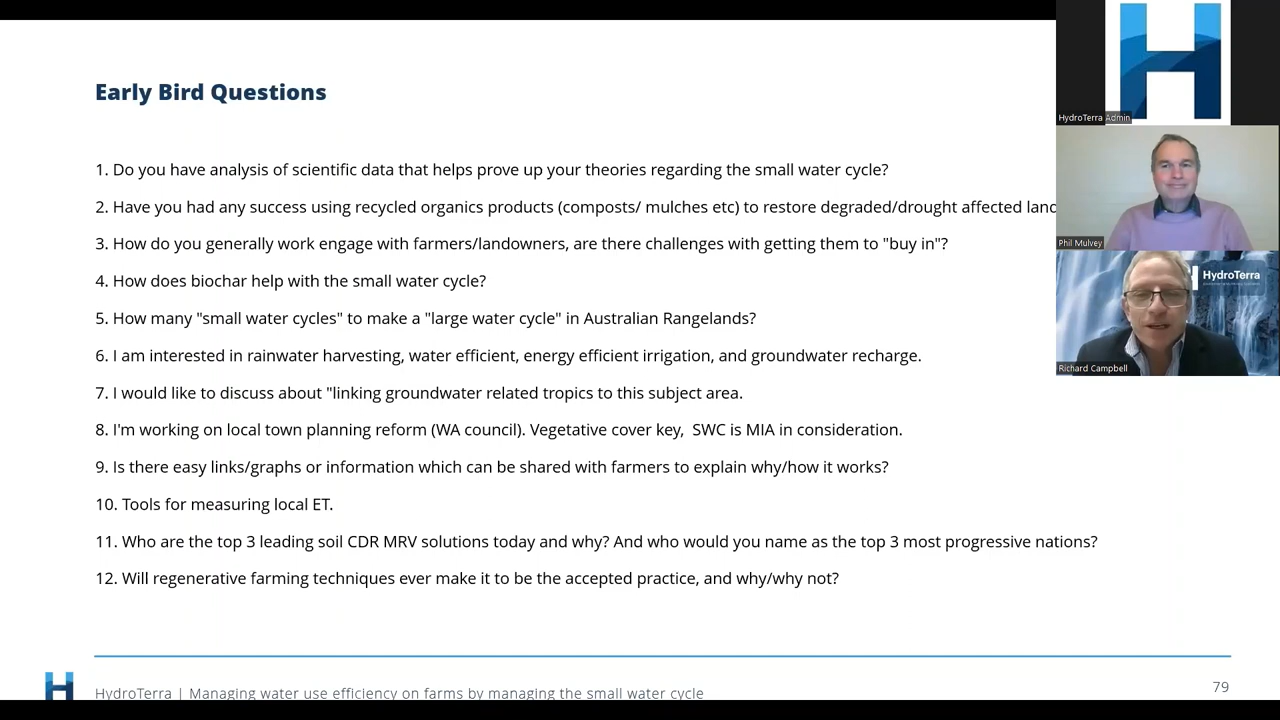 Early Bird Questions
1. Do you have analysis of scientific data that helps prove up your theories regarding the small water cycle?
2. Have you had any success using recycled organics products (composts/ mulches etc) to restore degraded/drought affected land
3. How do you generally work engage with farmers/landowners, are there challenges with getting them to "buy in"?
4. How does biochar help with the small water cycle?
5. How many "small water cycles" to make a "large water cycle" in Australian Rangelands?
6. I am interested in rainwater harvesting, water efficient, energy efficient irrigation, and groundwater recharge.
7. I would like to discuss about "linking groundwater related tropics to this subject area.
8. I'm working on local town planning reform (WA council). Vegetative cover key,  SWC is MIA in consideration.
9. Is there easy links/graphs or information which can be shared with farmers to explain why/how it works?
10. Tools for measuring local ET.
11. Who are the top 3 leading soil CDR MRV solutions today and why? And who would you name as the top 3 most progressive nations?
12. Will regenerative farming techniques ever make it to be the accepted practice, and why/why not?
HydroTerra | Managing water use efficiency on farms by managing the small water cycle
79
H
HydroTerra Admin
Phil Mulvey
HydroTerra
Richard Campbell